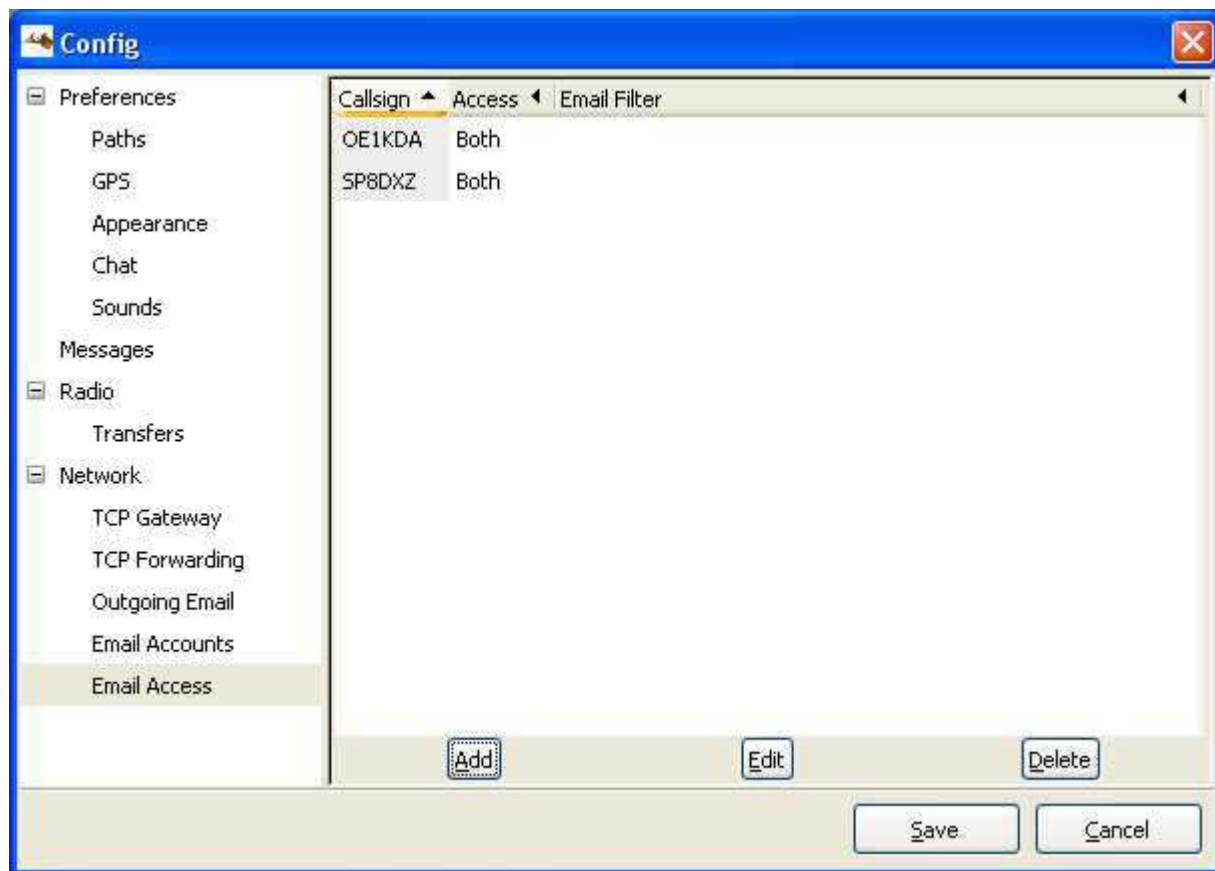 Config
Preferences
Paths
GPS
Appearance
Chat
Sounds
Messages
Radio
Transfers
Network
TCP Gateway
TCP Forwarding
Outgoing Email
Email Accounts
Email Access
Callsign Access Email Filter
OE1KDA Both
SP8DXZ Both
Add Edit Delete
Save Cancel